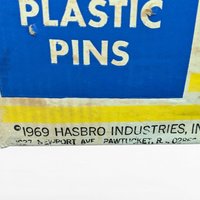 PLASTIC
PINS
©1969 HASBRO INDUSTRIES, IN
NEWPORT AVE. PAWTUCKET, R.